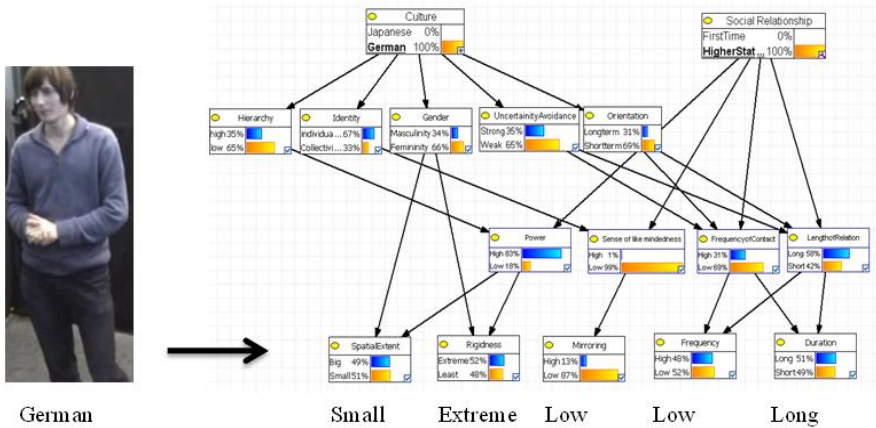 Culture
Japanese 0%
German 100%
Social Relationship
FirstTime 0%
HigherStat ... 100%
Hierarchy
high 35%
low 65%
Identity
individua ... 67%
Collectivi ... 33%
Gender
Masculinity 34%
Femininity 66%
UncertainityAvoidance
Strong 35%
Weak 65%
Orientation
Longterm 31%
Shortterm 69%
Power
High 83%
Low 18%
Sense of like mindedness
High 1%
Low 99%
FrequencyofContact
High 31%
Low 69%
LengthofRelation
Long 58%
Short 42%
SpatialExtent
Big 49%
Small 51%
Rigidness
Extreme 52%
Least 48%
Mirroring
High 13%
Low 87%
Frequency
High 48%
Low 52%
Duration
Long 51%
Short 49%
German Small Extreme Low Low Long